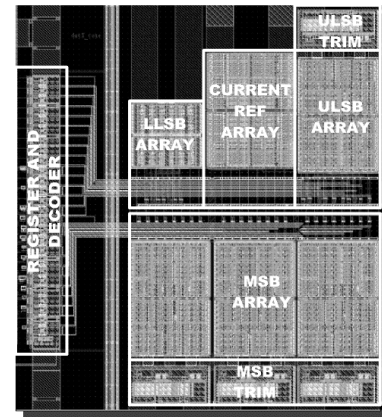 ULSB
TRIM
CURRENT
REF
ARRAY
LLSB
ARRAY
ULSB
ARRAY
REGISTER AND
DECODER
MSB
ARRAY
MSB
TRIM